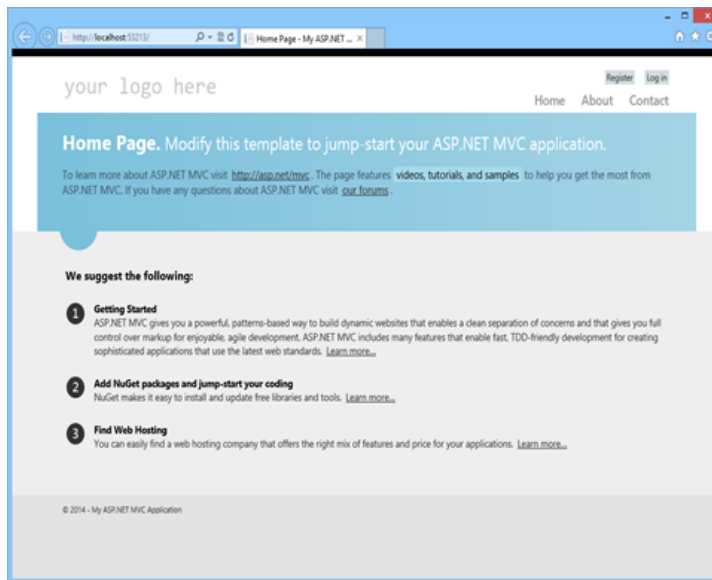 http://localhost:53213/
Home Page - My ASP.NET ...
your logo here
Register Log in
Home About Contact
Home Page. Modify this template to jump-start your ASP.NET MVC application.
To learn more about ASP.NET MVC visit http://asp.net/mvc. The page features videos, tutorials, and samples to help you get the most from
ASP.NET MVC. If you have any questions about ASP.NET MVC visit our forums.
We suggest the following:
1 Getting Started
ASP.NET MVC gives you a powerful, patterns-based way to build dynamic websites that enables a clean separation of concerns and that gives you full
control over markup for enjoyable, agile development. ASP.NET MVC includes many features that enable fast, TDD-friendly development for creating
sophisticated applications that use the latest web standards. Learn more...
2 Add NuGet packages and jump-start your coding
NuGet makes it easy to install and update free libraries and tools. Learn more...
3 Find Web Hosting
You can easily find a web hosting company that offers the right mix of features and price for your applications. Learn more...
© 2014 - My ASP.NET MVC Application